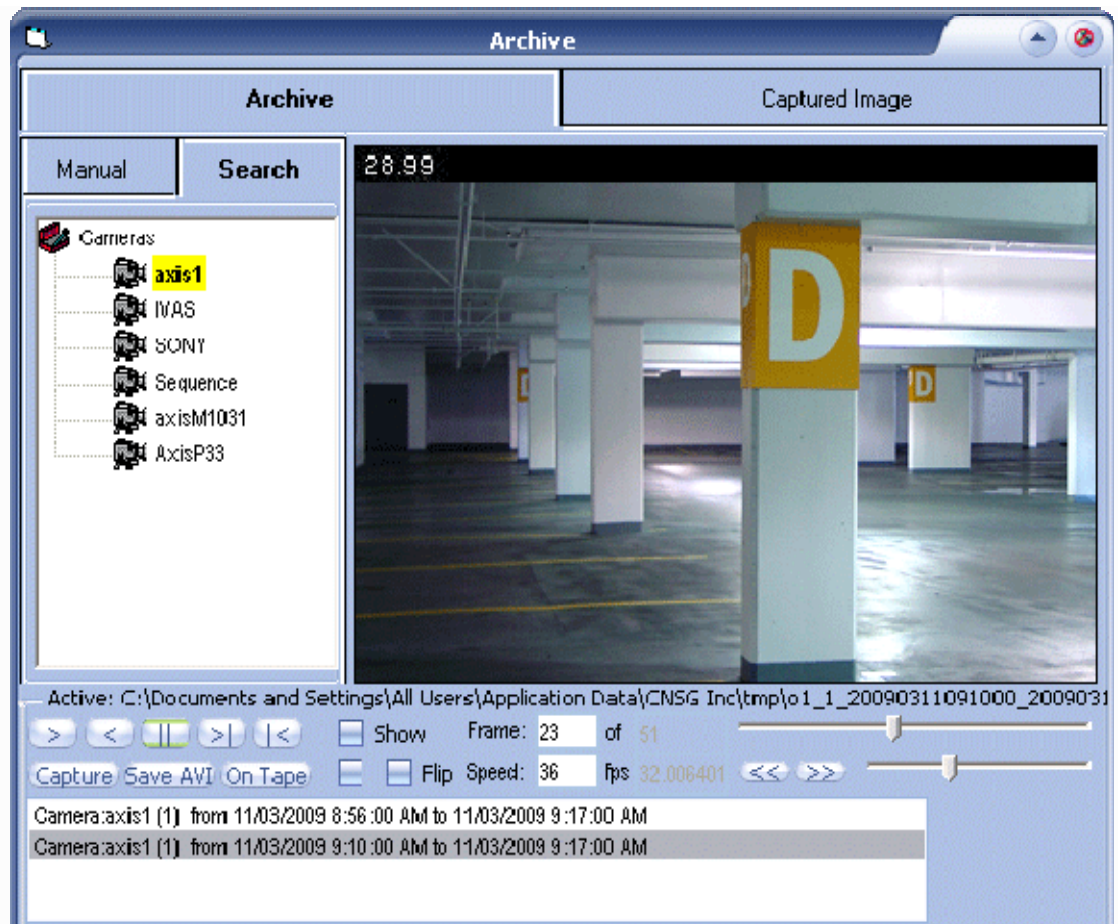 Archive
Archive
Captured Image
Manual
Search
28.99
Cameras
axis1
IVAS
SONY
Sequence
axisM1031
AxisP33
D
D
Active: C:\Documents and Settings\All Users\Application Data\CNSG Inc\tmp\o1_1_20090311091000_2009031
> < || >| |< Show Frame: 23 of 51
Capture Save AVI On Tape Flip Speed: 36 fps 32.006401 << >>
Camera:axis1 (1) from 11/03/2009 8:56:00 AM to 11/03/2009 9:17:00 AM
Camera:axis1 (1) from 11/03/2009 9:10:00 AM to 11/03/2009 9:17:00 AM